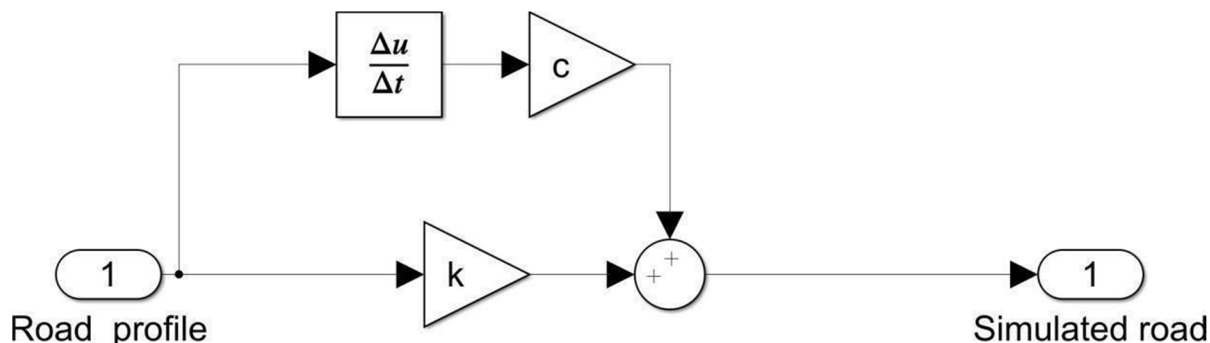 Δu
Δt
c
1
k
+
+
1
Road profile
Simulated road